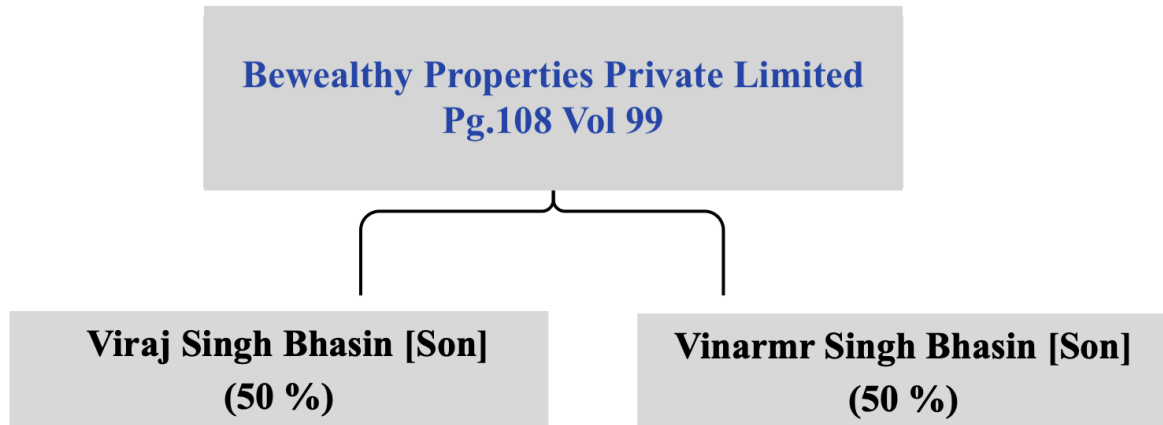 Bewealthy Properties Private Limited
Pg.108 Vol 99
Viraj Singh Bhasin [Son]
(50 %)
Vinarmr Singh Bhasin [Son]
(50 %)